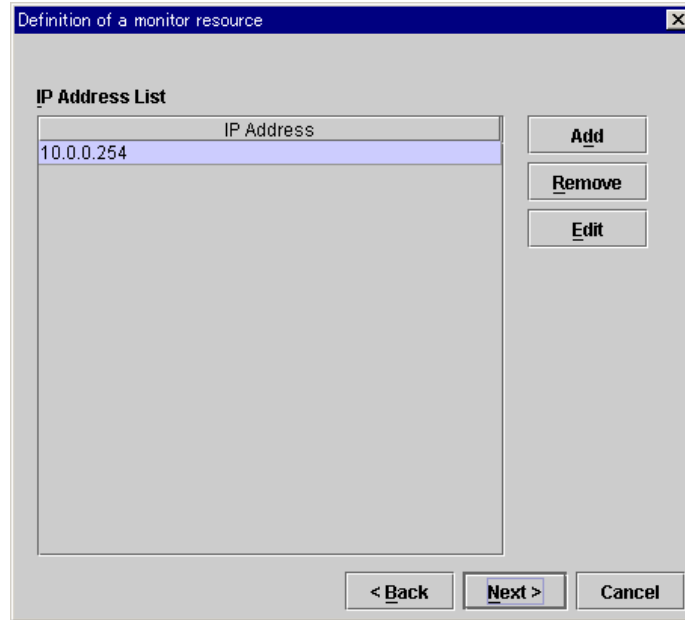 Definition of a monitor resource
IP Address List
IP Address
10.0.0.254
Add
Remove
Edit
< Back
Next >
Cancel